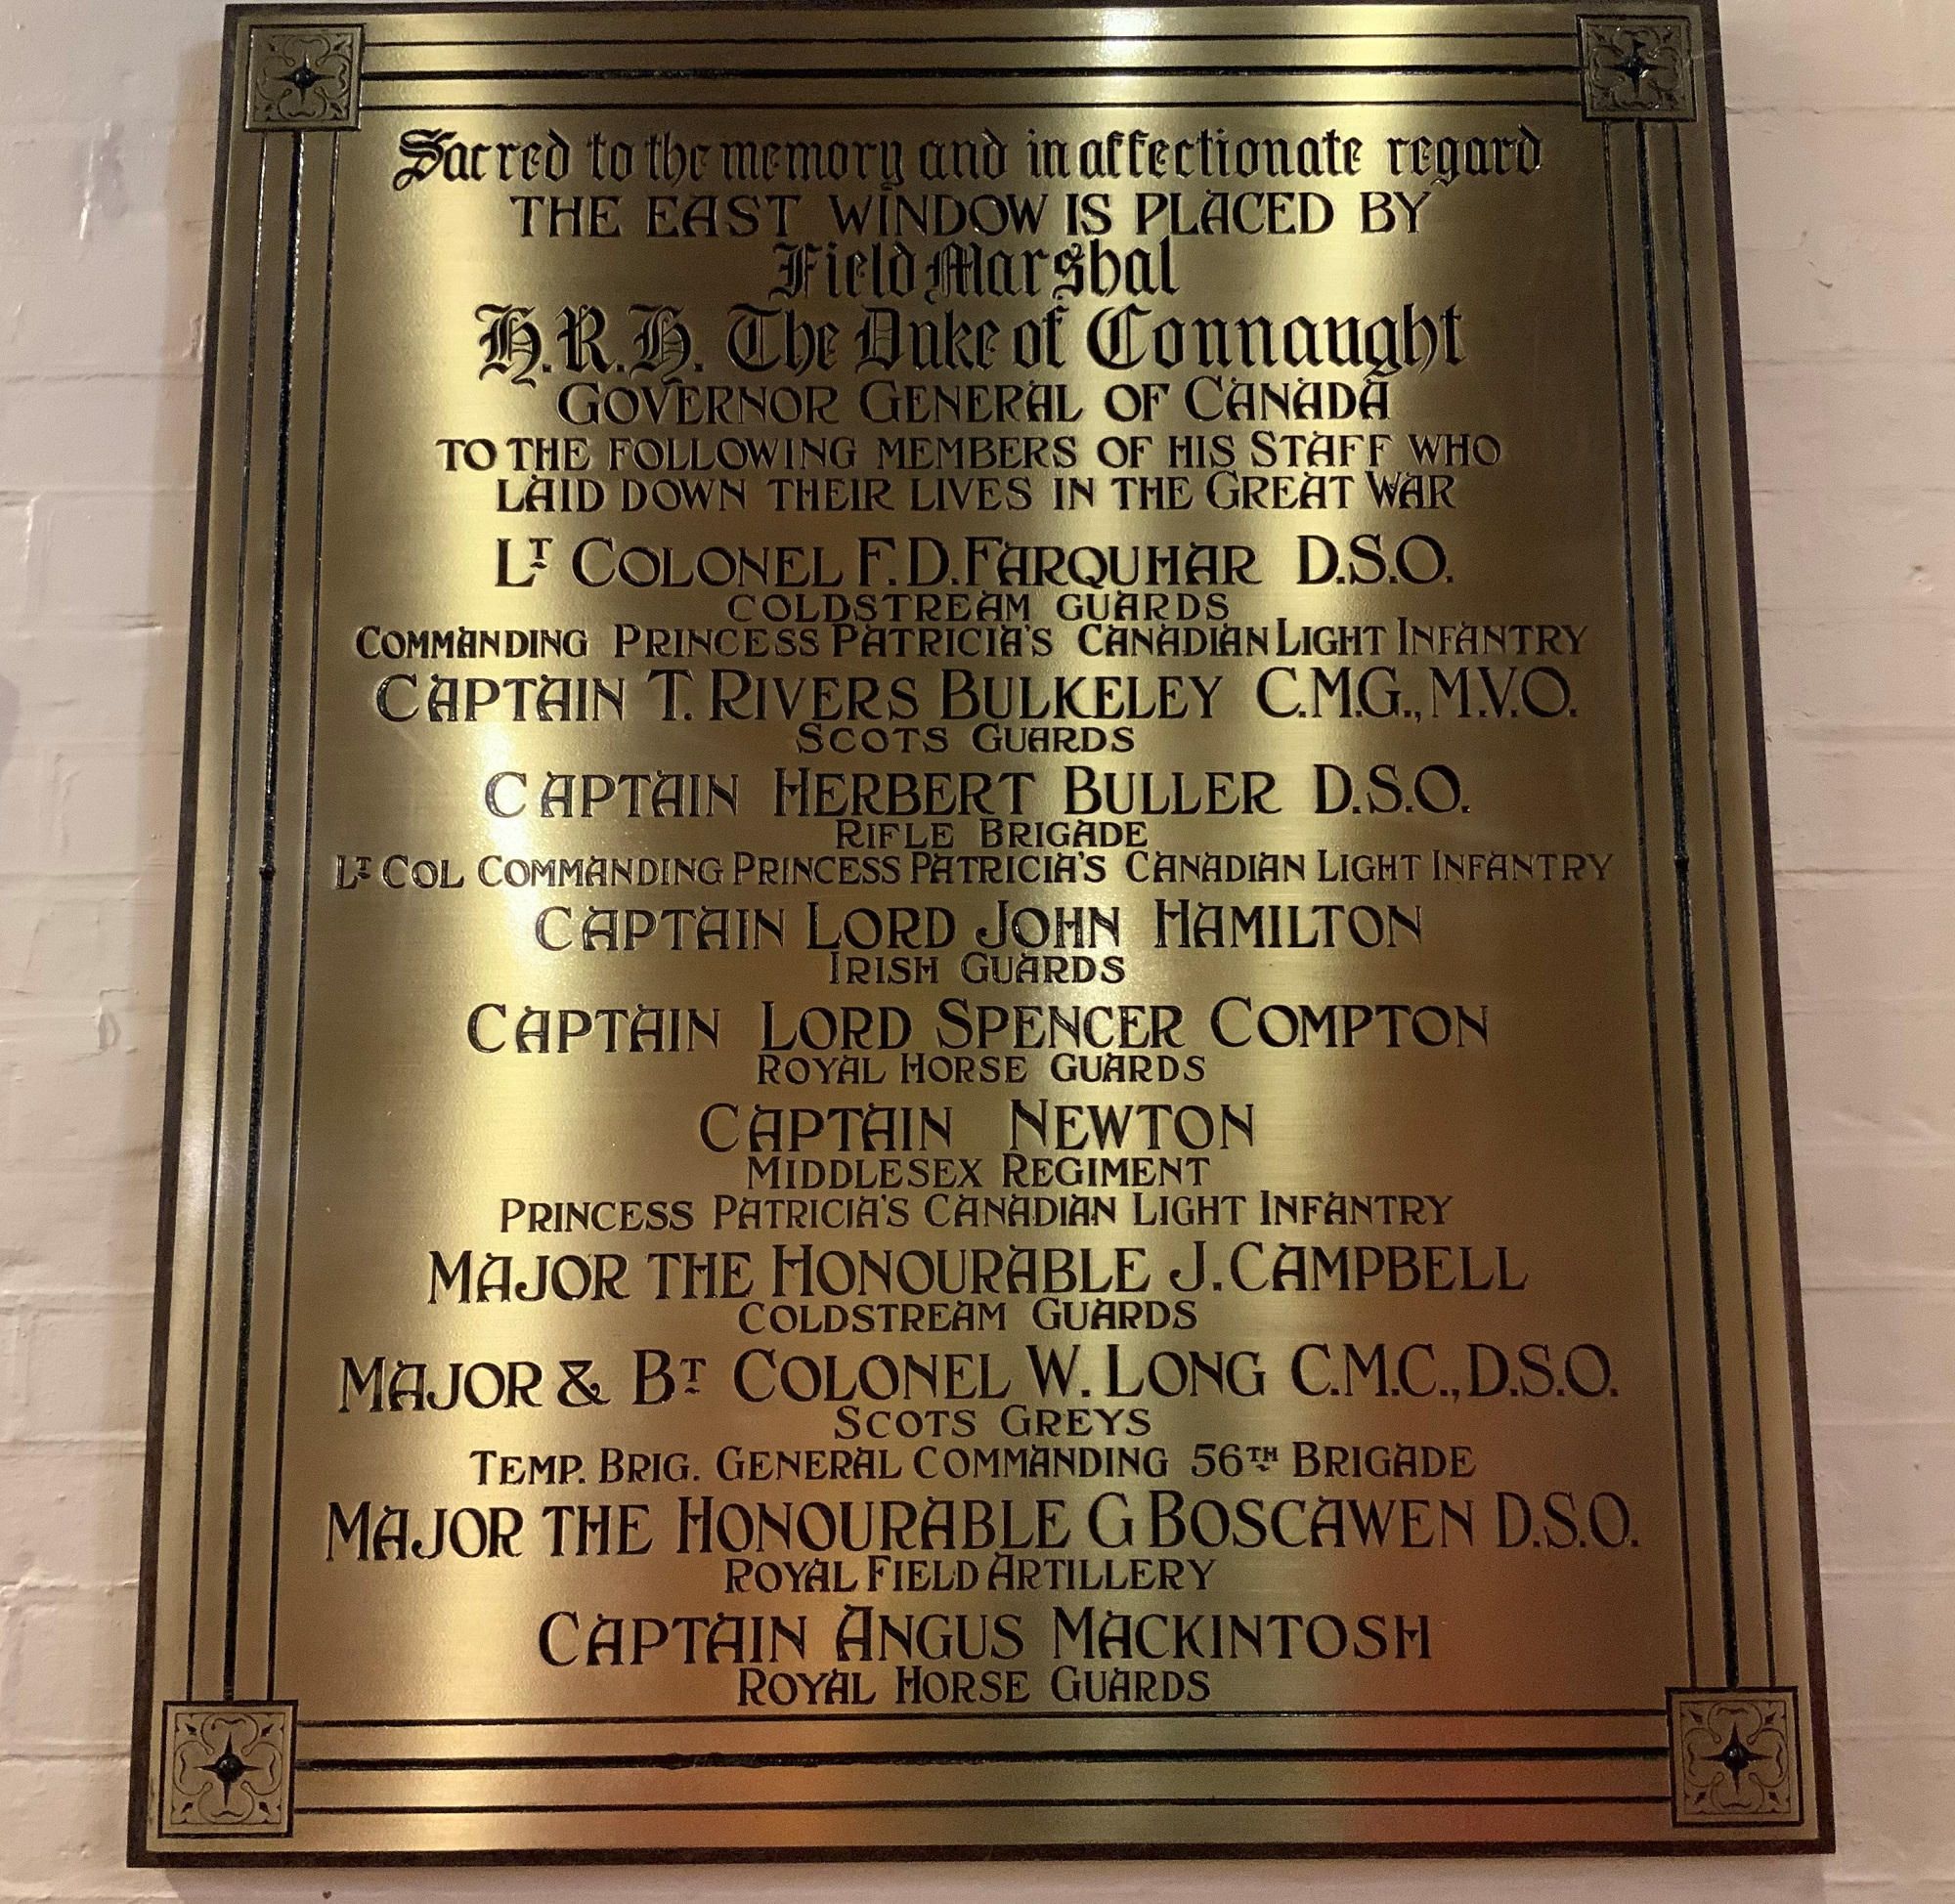 Sacred to the memory and in affectionate regard
THE EAST WINDOW IS PLACED BY
Field Marshal
H.R.H. The Duke of Connaught
GOVERNOR GENERAL OF CANADA
TO THE FOLLOWING MEMBERS OF HIS STAFF WHO
LAID DOWN THEIR LIVES IN THE GREAT WAR
LT COLONEL F.D. FARQUHAR D.S.O.
COLDSTREAM GUARDS
COMMANDING PRINCESS PATRICIA'S CANADIAN LIGHT INFANTRY
CAPTAIN T. RIVERS BULKELEY C.M.G., M.V.O.
SCOTS GUARDS
CAPTAIN HERBERT BULLER D.S.O.
RIFLE BRIGADE
LT COL COMMANDING PRINCESS PATRICIA'S CANADIAN LIGHT INFANTRY
CAPTAIN LORD JOHN HAMILTON
IRISH GUARDS
CAPTAIN LORD SPENCER COMPTON
ROYAL HORSE GUARDS
CAPTAIN NEWTON
MIDDLESEX REGIMENT
PRINCESS PATRICIA'S CANADIAN LIGHT INFANTRY
MAJOR THE HONOURABLE J. CAMPBELL
COLDSTREAM GUARDS
MAJOR & BT COLONEL W. LONG C.M.C., D.S.O.
SCOTS GREYS
TEMP. BRIG. GENERAL COMMANDING 56TH BRIGADE
MAJOR THE HONOURABLE G BOSCAWEN D.S.O.
ROYAL FIELD ARTILLERY
CAPTAIN ANGUS MACKINTOSH
ROYAL HORSE GUARDS